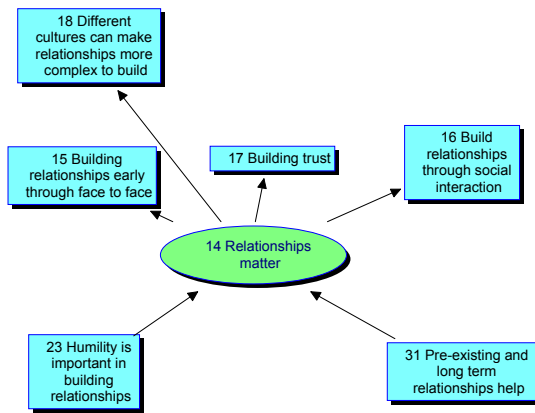 18 Different
cultures can make
relationships more
complex to build
15 Building
relationships early
through face to face
17 Building trust
16 Build
relationships
through social
interaction
14 Relationships
matter
23 Humility is
important in
building
relationships
31 Pre-existing and
long term
relationships help